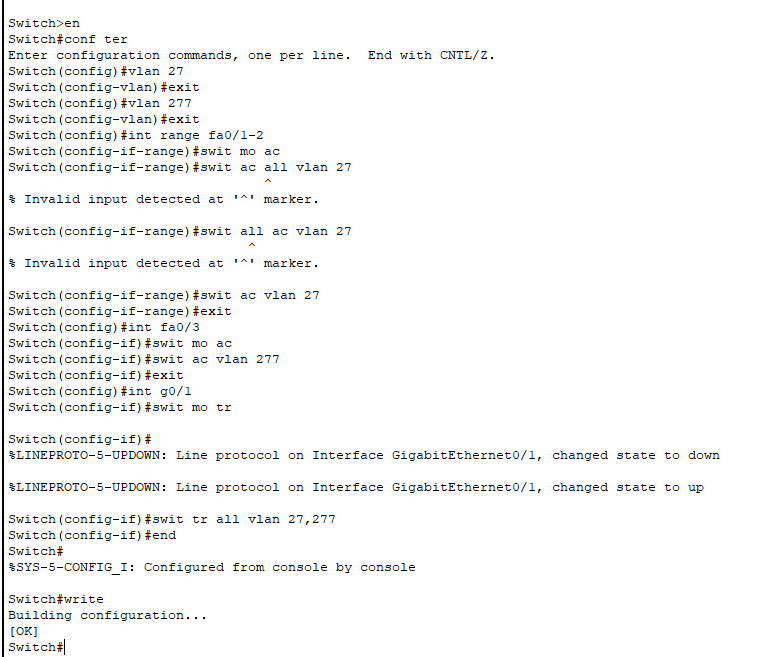 Switch>en
Switch#conf ter
Enter configuration commands, one per line.  End with CNTL/Z.
Switch(config)#vlan 27
Switch(config-vlan)#exit
Switch(config)#vlan 277
Switch(config-vlan)#exit
Switch(config)#int range fa0/1-2
Switch(config-if-range)#swit mo ac
Switch(config-if-range)#swit ac all vlan 27
^
% Invalid input detected at '^' marker.
Switch(config-if-range)#swit all ac vlan 27
^
% Invalid input detected at '^' marker.
Switch(config-if-range)#swit ac vlan 27
Switch(config-if-range)#exit
Switch(config)#int fa0/3
Switch(config-if)#swit mo ac
Switch(config-if)#swit ac vlan 277
Switch(config-if)#exit
Switch(config)#int g0/1
Switch(config-if)#swit mo tr
Switch(config-if)#
%LINEPROTO-5-UPDOWN: Line protocol on Interface GigabitEthernet0/1, changed state to down
%LINEPROTO-5-UPDOWN: Line protocol on Interface GigabitEthernet0/1, changed state to up
Switch(config-if)#swit tr all vlan 27,277
Switch(config-if)#end
Switch#
%SYS-5-CONFIG_I: Configured from console by console
Switch#write
Building configuration...
[OK]
Switch#